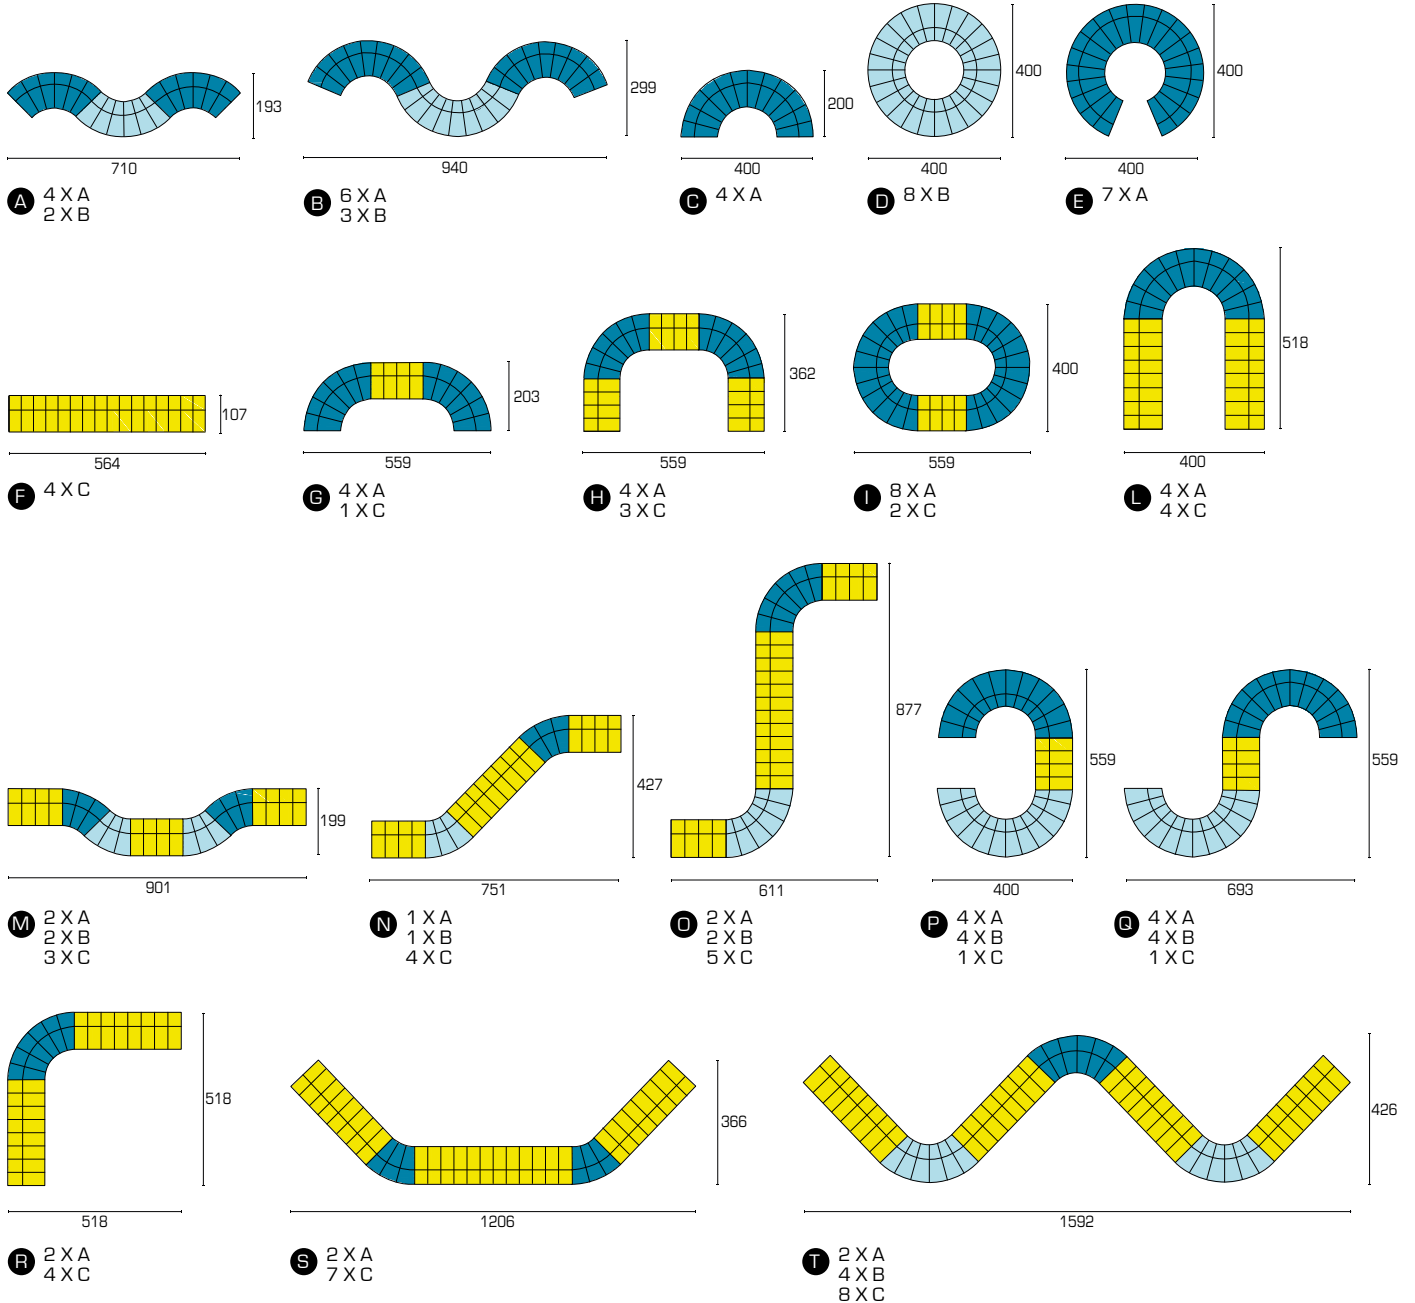 193
710
A 4 X A
2 X B
299
940
B 6 X A
3 X B
200
400
C 4 X A
400
400
D 8 X B
400
400
E 7 X A
107
564
F 4 X C
203
559
G 4 X A
1 X C
362
559
H 4 X A
3 X C
400
559
I 8 X A
2 X C
518
400
L 4 X A
4 X C
199
901
M 2 X A
2 X B
3 X C
427
751
N 1 X A
1 X B
4 X C
877
611
O 2 X A
2 X B
5 X C
559
400
P 4 X A
4 X B
1 X C
559
693
Q 4 X A
4 X B
1 X C
518
518
R 2 X A
4 X C
366
1206
S 2 X A
7 X C
426
1592
T 2 X A
4 X B
8 X C